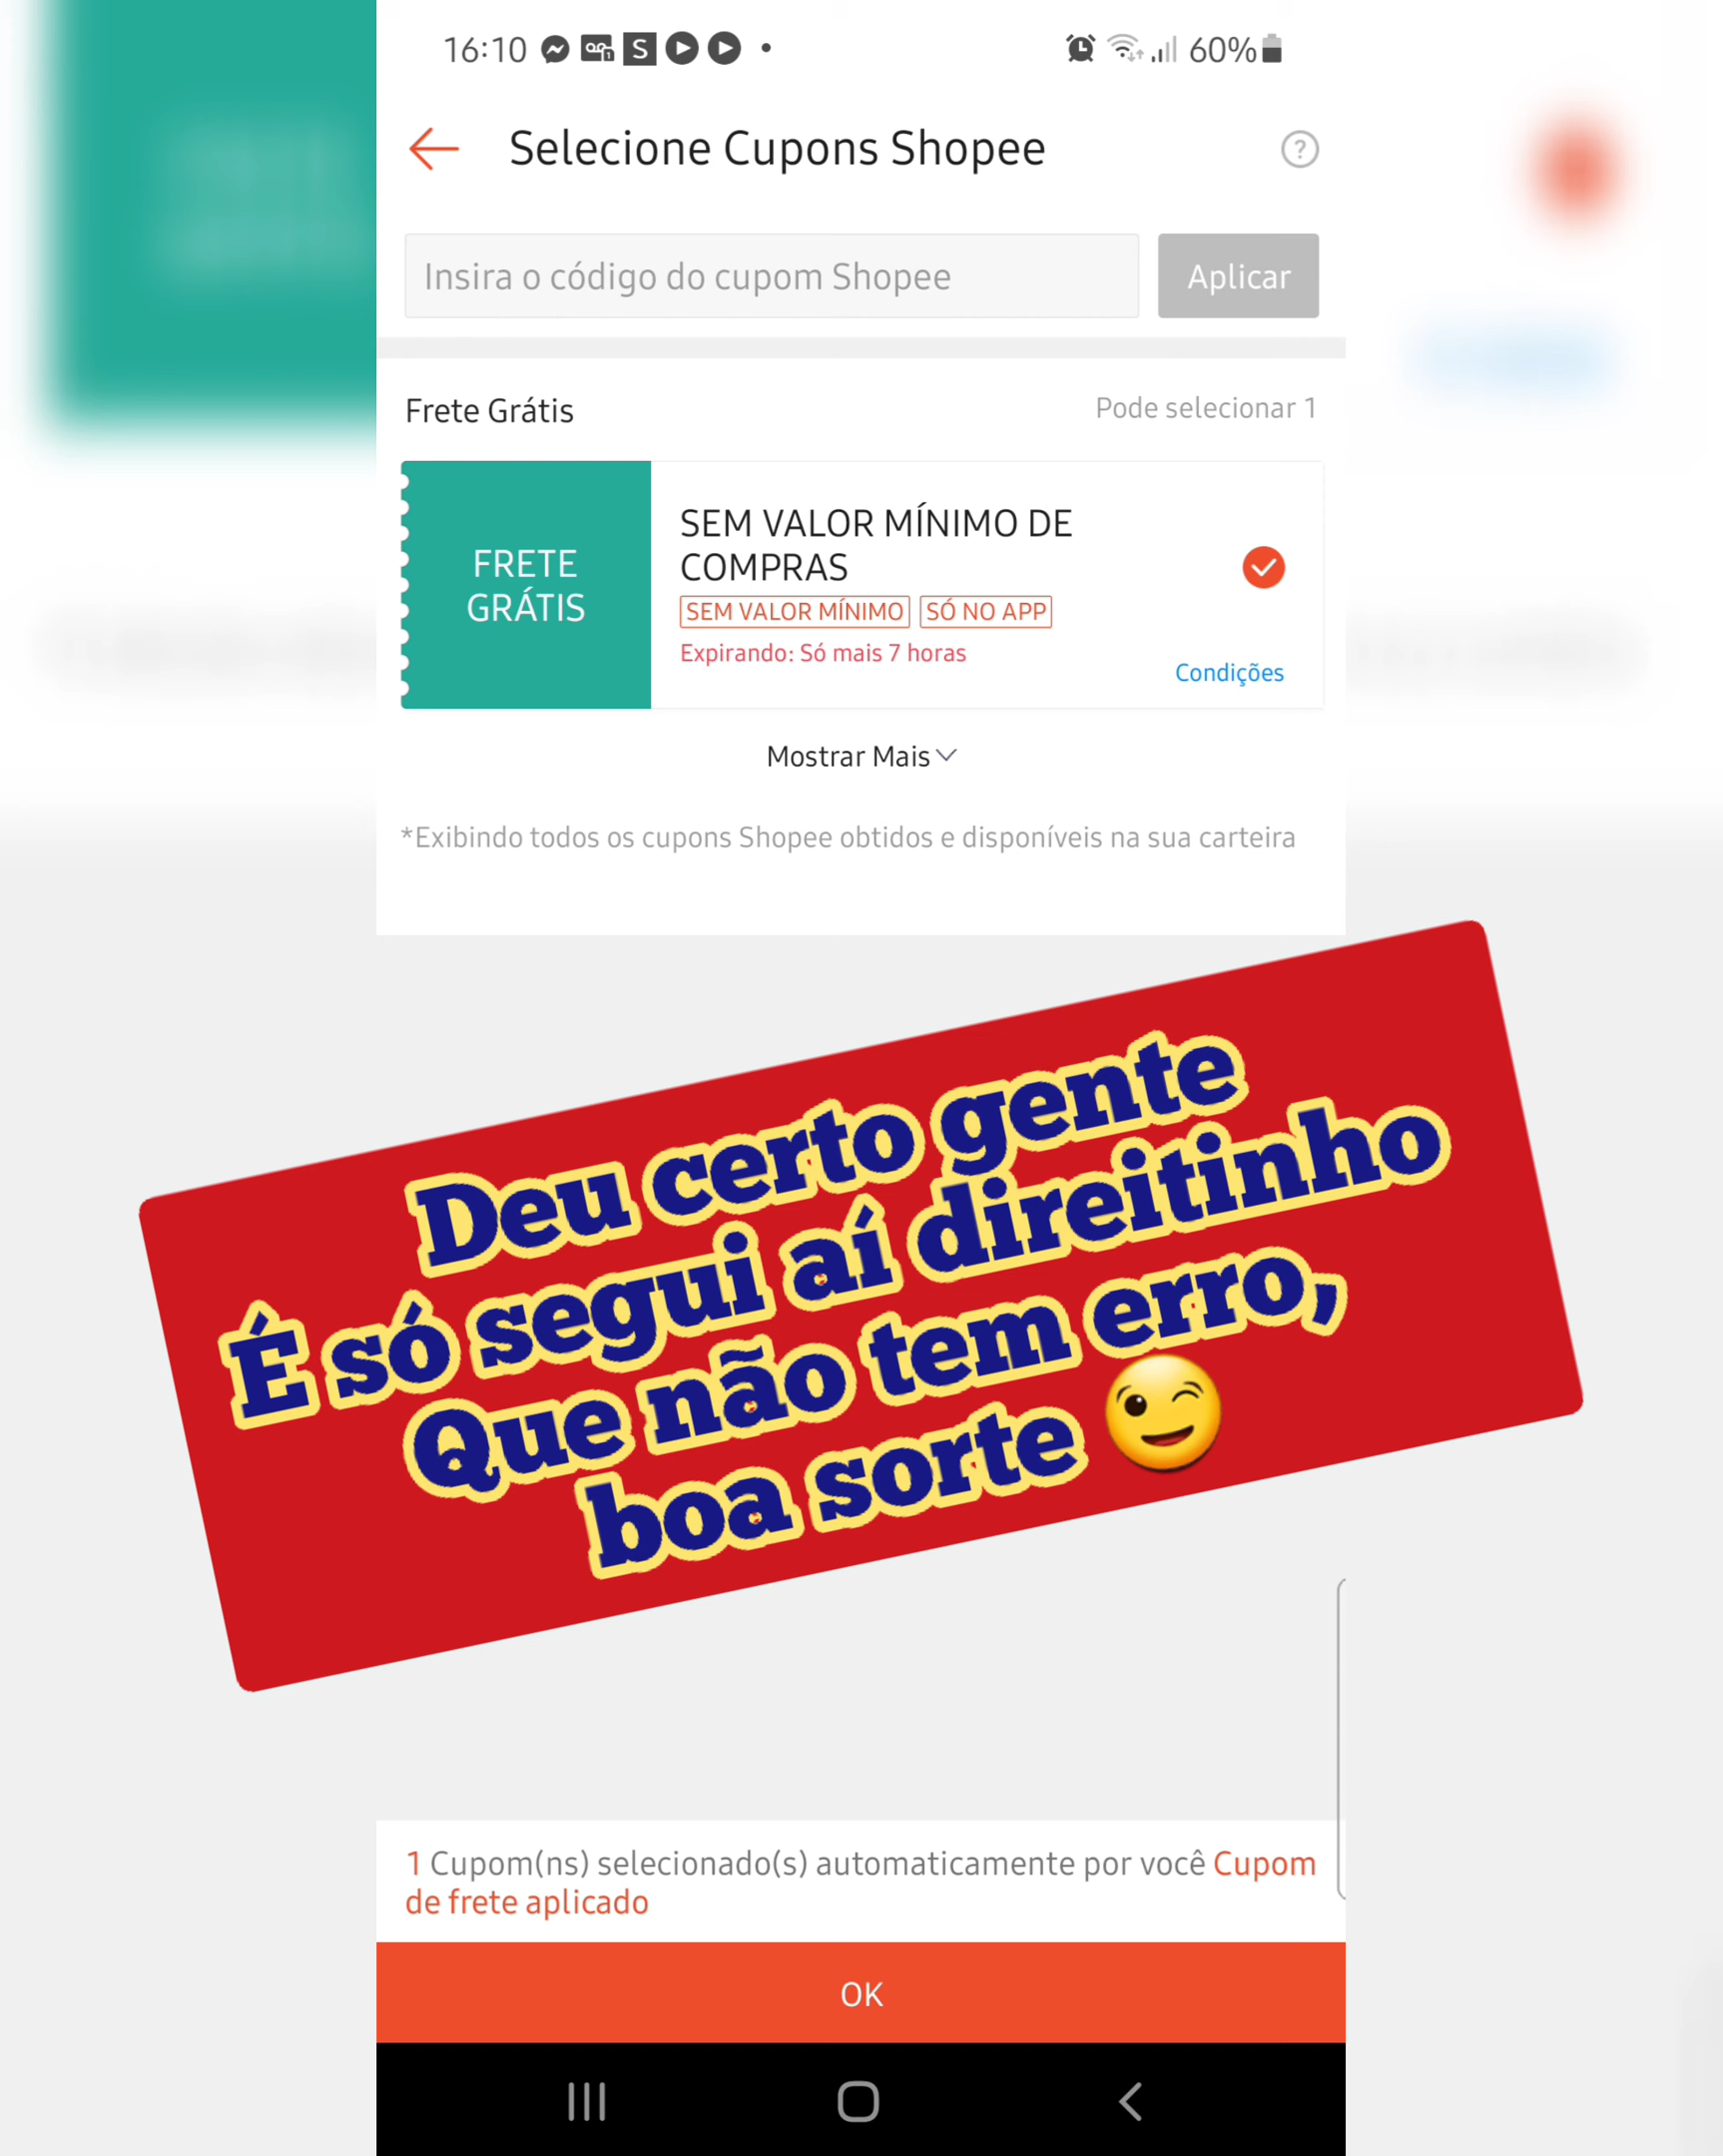 16:10
S
60%
Selecione Cupons Shopee
?
Insira o código do cupom Shopee
Aplicar
Frete Grátis
Pode selecionar 1
FRETE
GRÁTIS
SEM VALOR MÍNIMO DE
COMPRAS
SEM VALOR MÍNIMO
SÓ NO APP
Expirando: Só mais 7 horas
Condições
Mostrar Mais
*Exibindo todos os cupons Shopee obtidos e disponíveis na sua carteira
Deu certo gente
É só segui aí direitinho
Que não tem erro,
boa sorte 😉
1 Cupom(ns) selecionado(s) automaticamente por você Cupom
de frete aplicado
OK